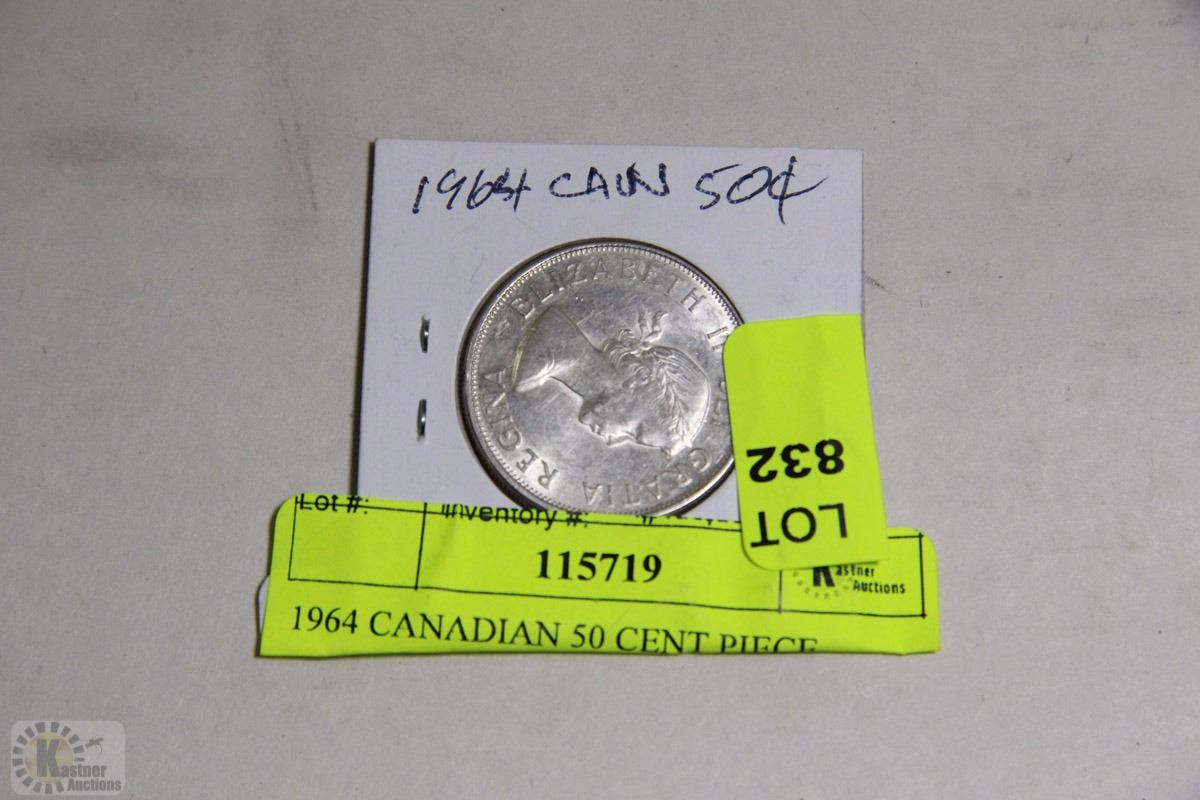 1964 CAN 50¢
ELIZABETH II GRATIA REGINA
LOT
832
Lot #:
Inventory #:
115719
Kastner
Auctions
1964 CANADIAN 50 CENT PIECE
Kastner
Auctions